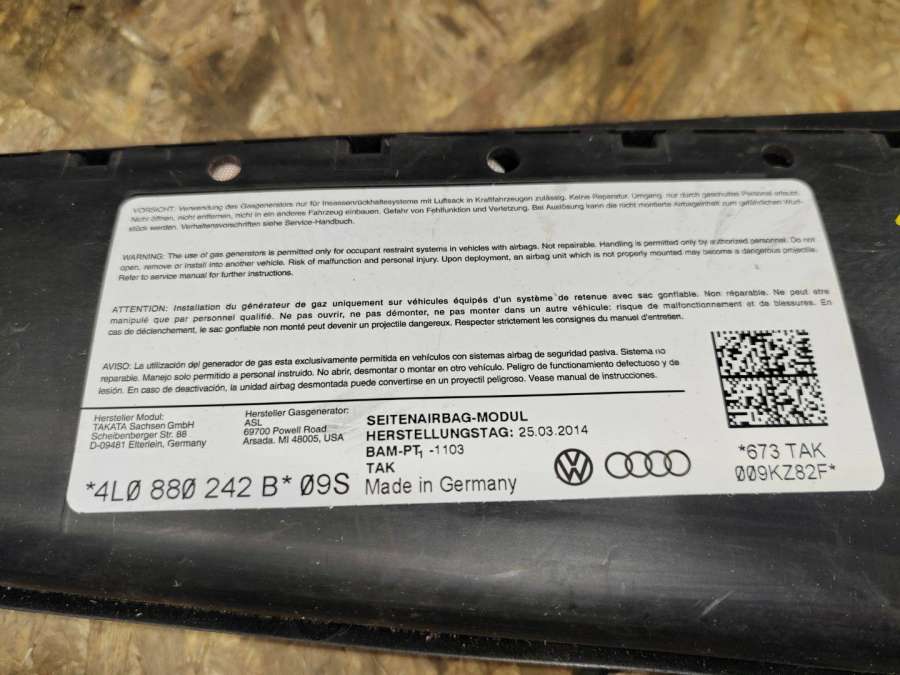 VORSICHT: Verwendung des Gasgenerators nur für Insassenrückhaltesysteme mit Luftsack in Kraftfahrzeugen zulässig. Keine Reparatur. Umgang, nur durch geschultes Personal erlaubt.
Nicht öffnen, nicht entfernen, nicht in ein anderes Fahrzeug einbauen. Gefahr von Fehlfunktion und Verletzung. Bei Auslösung kann die nicht montierte Airbageinheit zum gefährlichen Wurf-
stück werden. Verhaltensvorschriften siehe Service-Handbuch.
WARNING: The use of gas generators is permitted only for occupant restraint systems in vehicles with airbags. Not repairable. Handling is permitted only by authorized personnel. Do not
open, remove or install into another vehicle. Risk of malfunction and personal injury. Upon deployment, an airbag unit which is not properly mounted may become a dangerous projectile.
Refer to service manual for further instructions.
ATTENTION: Installation du générateur de gaz uniquement sur véhicules équipés d'un système de retenue avec sac gonflable. Non réparable. Ne peut être
manipulé que par personnel qualifié. Ne pas ouvrir, ne pas démonter, ne pas monter dans un autre véhicule: risque de malfonctionnement et de blessures. En
cas de déclenchement, le sac gonflable non monté peut devenir un projectile dangereux. Respecter strictement les consignes du manuel d'entretien.
AVISO: La utilización del generador de gas esta exclusivamente permitida en vehículos con sistemas airbag de seguridad pasiva. Sistema no
reparable. Manejo solo permitido a personal instruido. No abrir, desmontar o montar en otro vehículo. Peligro de funcionamiento defectuoso y de
lesión. En caso de deactivación, la unidad airbag desmontada puede convertirse en un proyectil peligroso. Vease manual de instrucciones.
Hersteller Modul:
TAKATA Sachsen GmbH
Scheibenberger Str. 88
D-09481 Elterlein, Germany
Hersteller Gasgenerator:
ASL
69700 Powell Road
Arsada. MI 48005, USA
SEITENAIRBAG-MODUL
HERSTELLUNGSTAG: 25.03.2014
BAM-PT1 -1103
TAK
Made in Germany
*4L0 880 242 B* 09S
*673 TAK
009KZ82F*